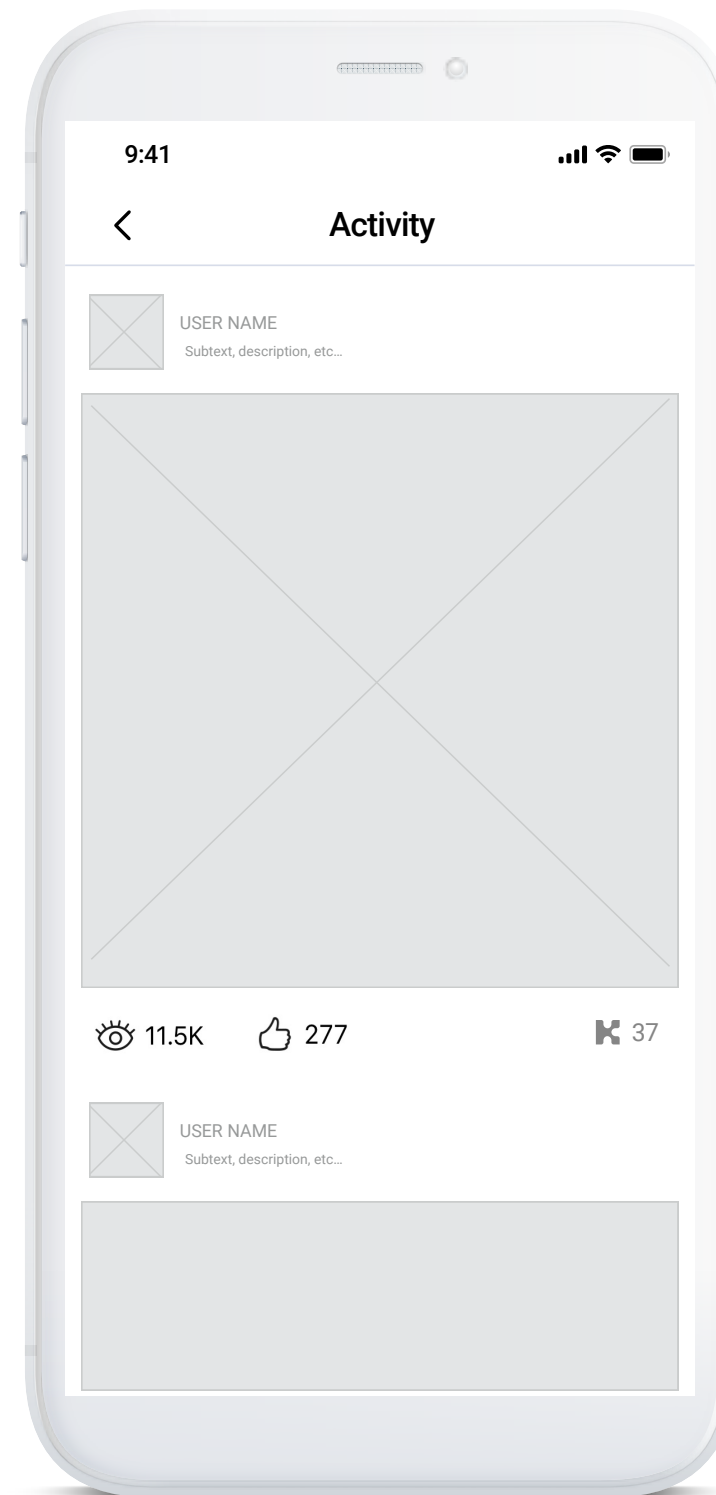 9:41
Activity
USER NAME
Subtext, description, etc...
11.5K 277 37
USER NAME
Subtext, description, etc...